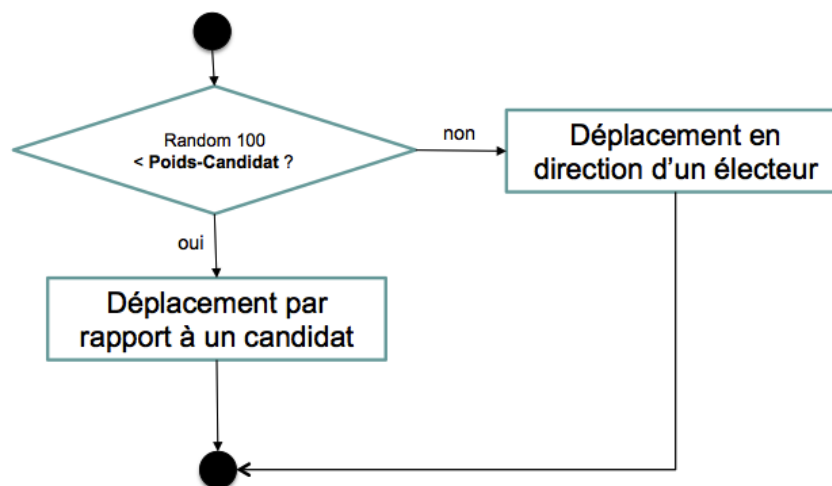 Random 100
< Poids-Candidat ?
non
Déplacement en
direction d'un électeur
oui
Déplacement par
rapport à un candidat